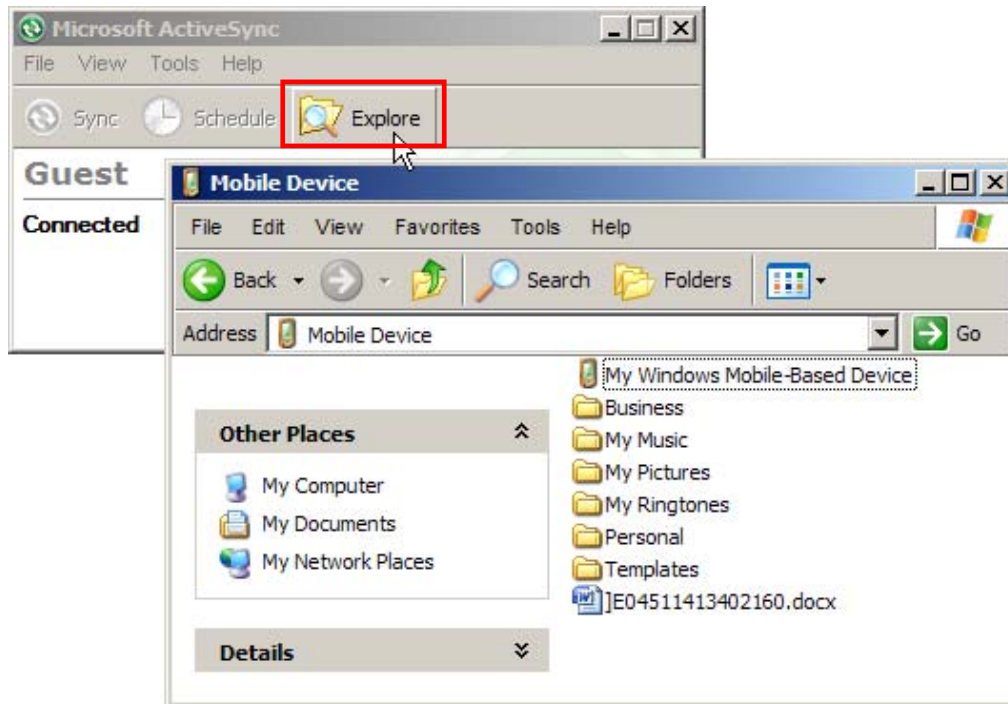 Microsoft ActiveSync
File View Tools Help
Sync Schedule Explore
Guest
Connected
Mobile Device
File Edit View Favorites Tools Help
Back Search Folders
Address Mobile Device Go
Other Places
My Computer
My Documents
My Network Places
Details
My Windows Mobile-Based Device
Business
My Music
My Pictures
My Ringtones
Personal
Templates
]E04511413402160.docx